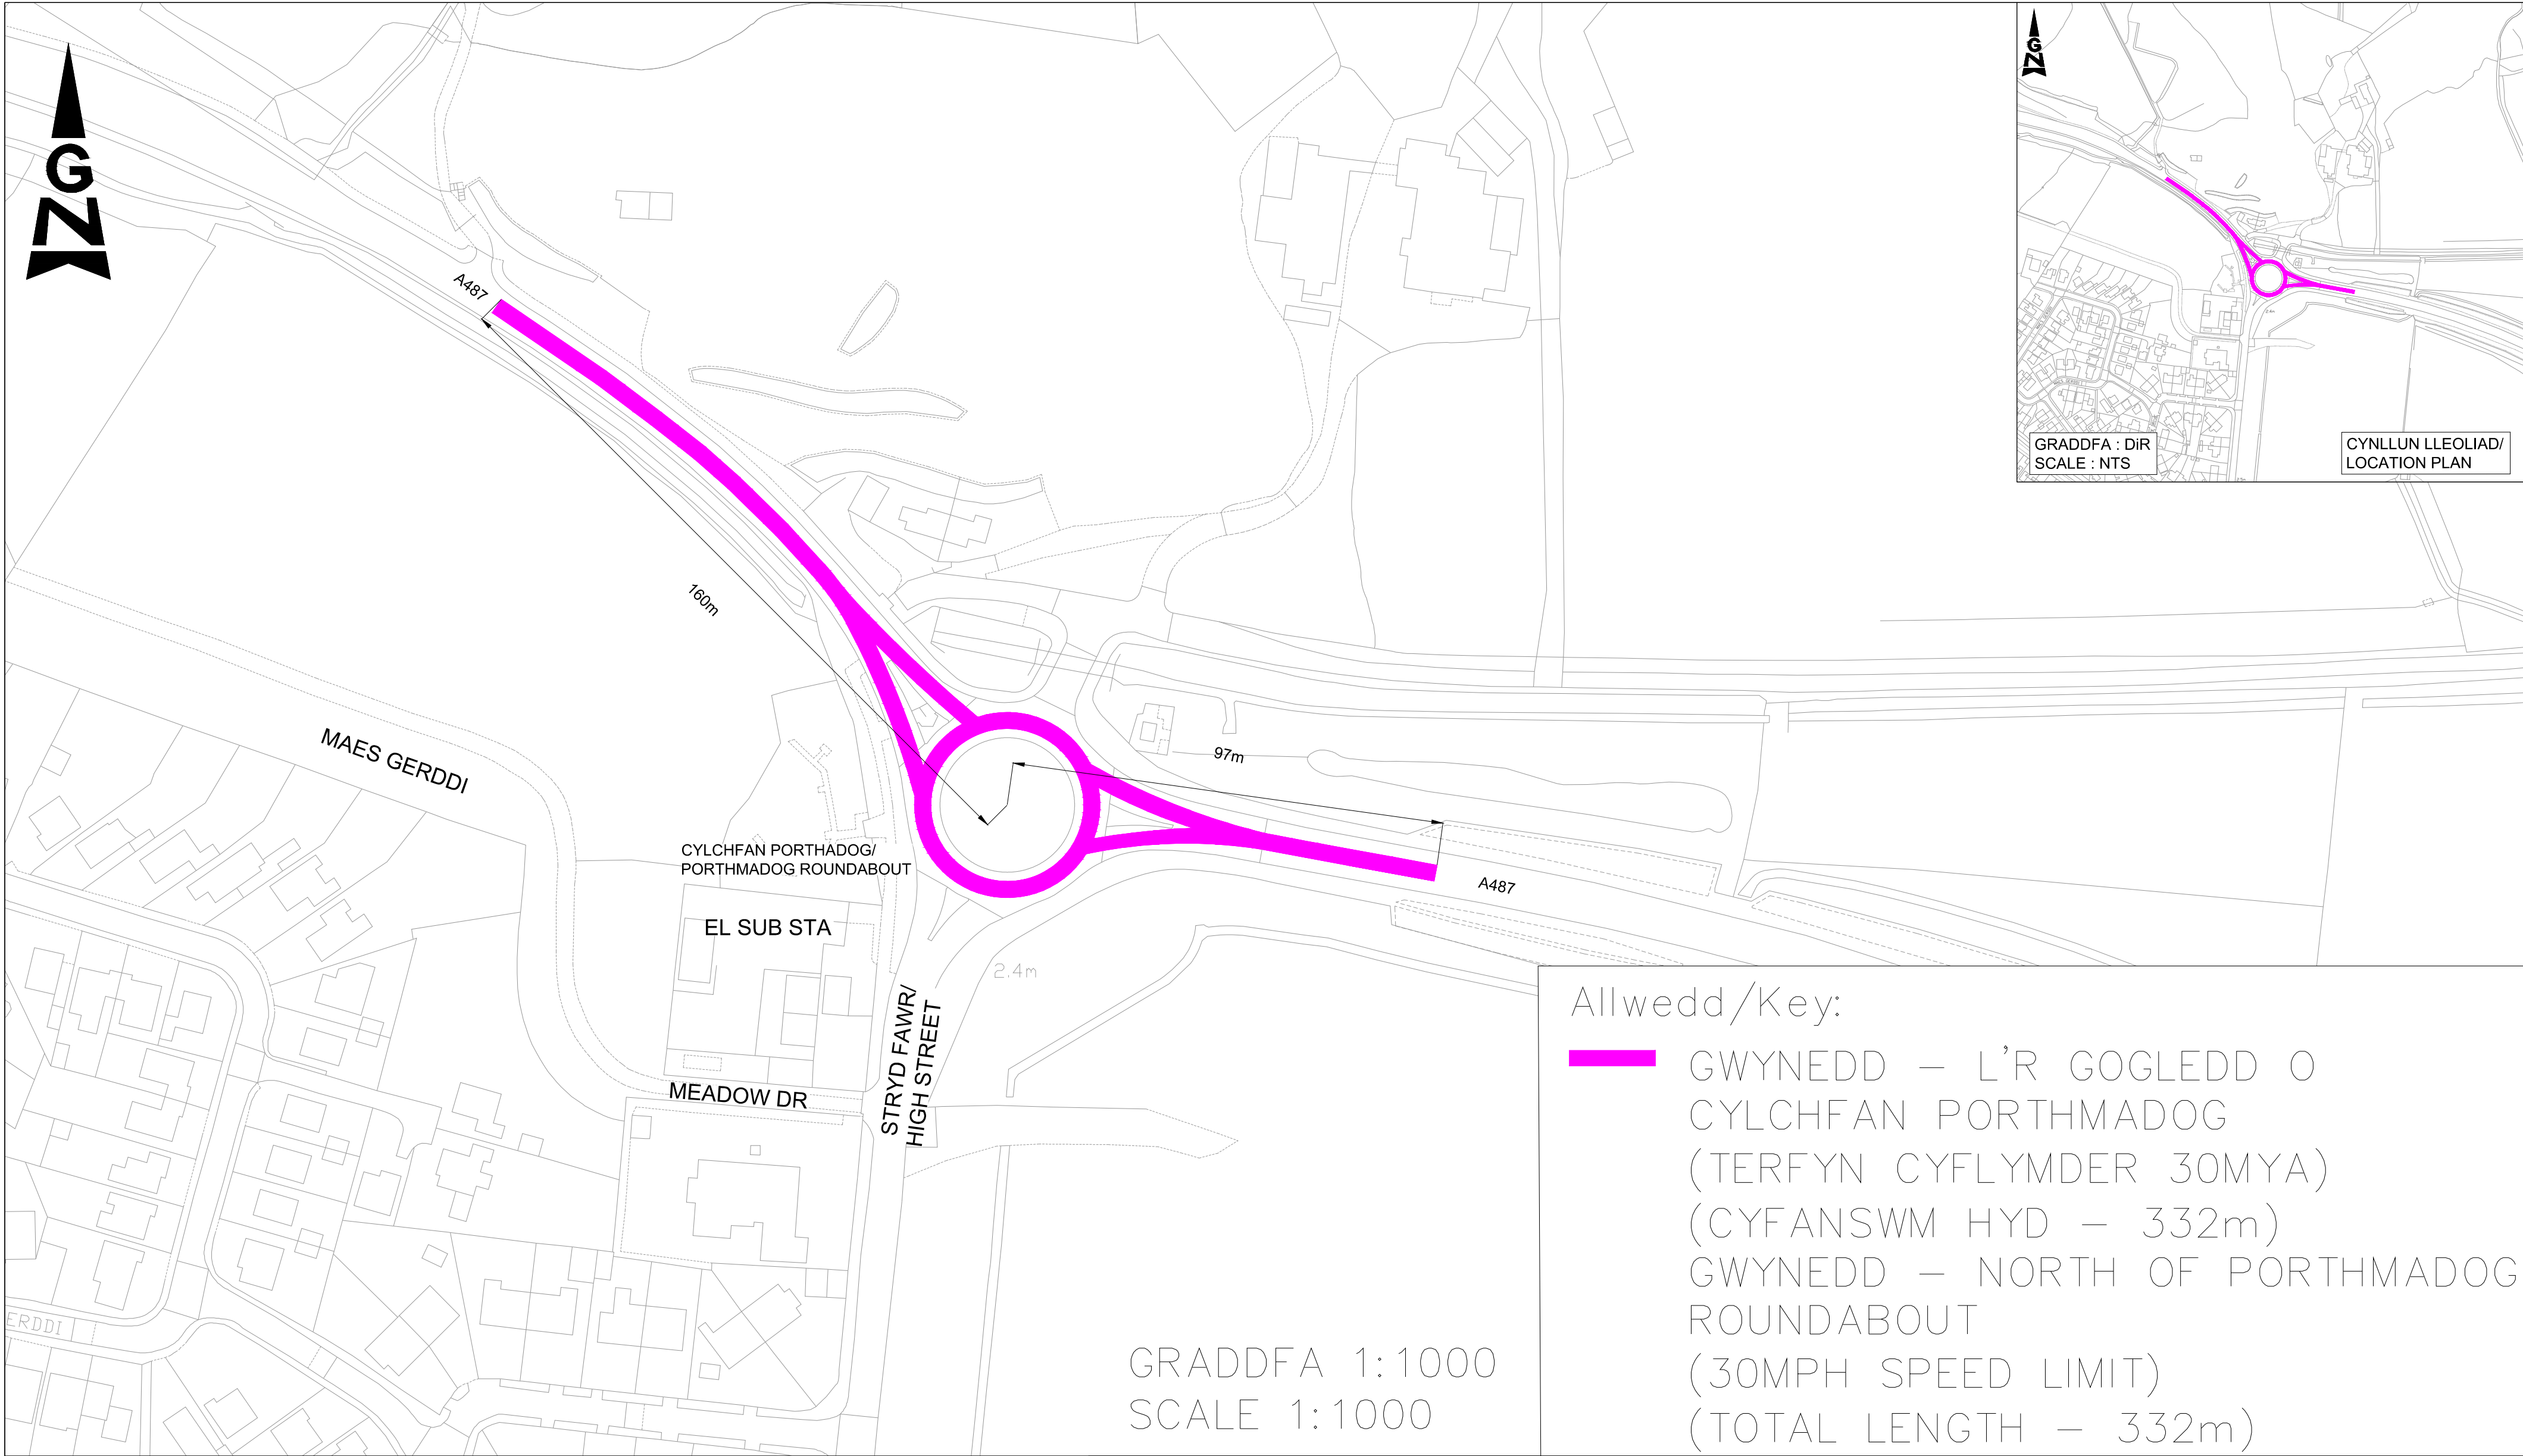 G
N
A487
160m
97m
A487
MAES GERDDI
CYLCHFAN PORTHADOG/
PORTHMADOG ROUNDABOUT
EL SUB STA
2.4m
STRYD FAWR/
HIGH STREET
MEADOW DR
ERDDI
GRADDFA 1:1000
SCALE 1:1000
G
N
GRADDFA : DiR
SCALE : NTS
CYNLLUN LLEOLIAD/
LOCATION PLAN
Allwedd/Key:
GWYNEDD – L'R GOGLEDD O
CYLCHFAN PORTHMADOG
(TERFYN CYFLYMDER 30MYA)
(CYFANSWM HYD – 332m)
GWYNEDD – NORTH OF PORTHMADOG
ROUNDABOUT
(30MPH SPEED LIMIT)
(TOTAL LENGTH – 332m)